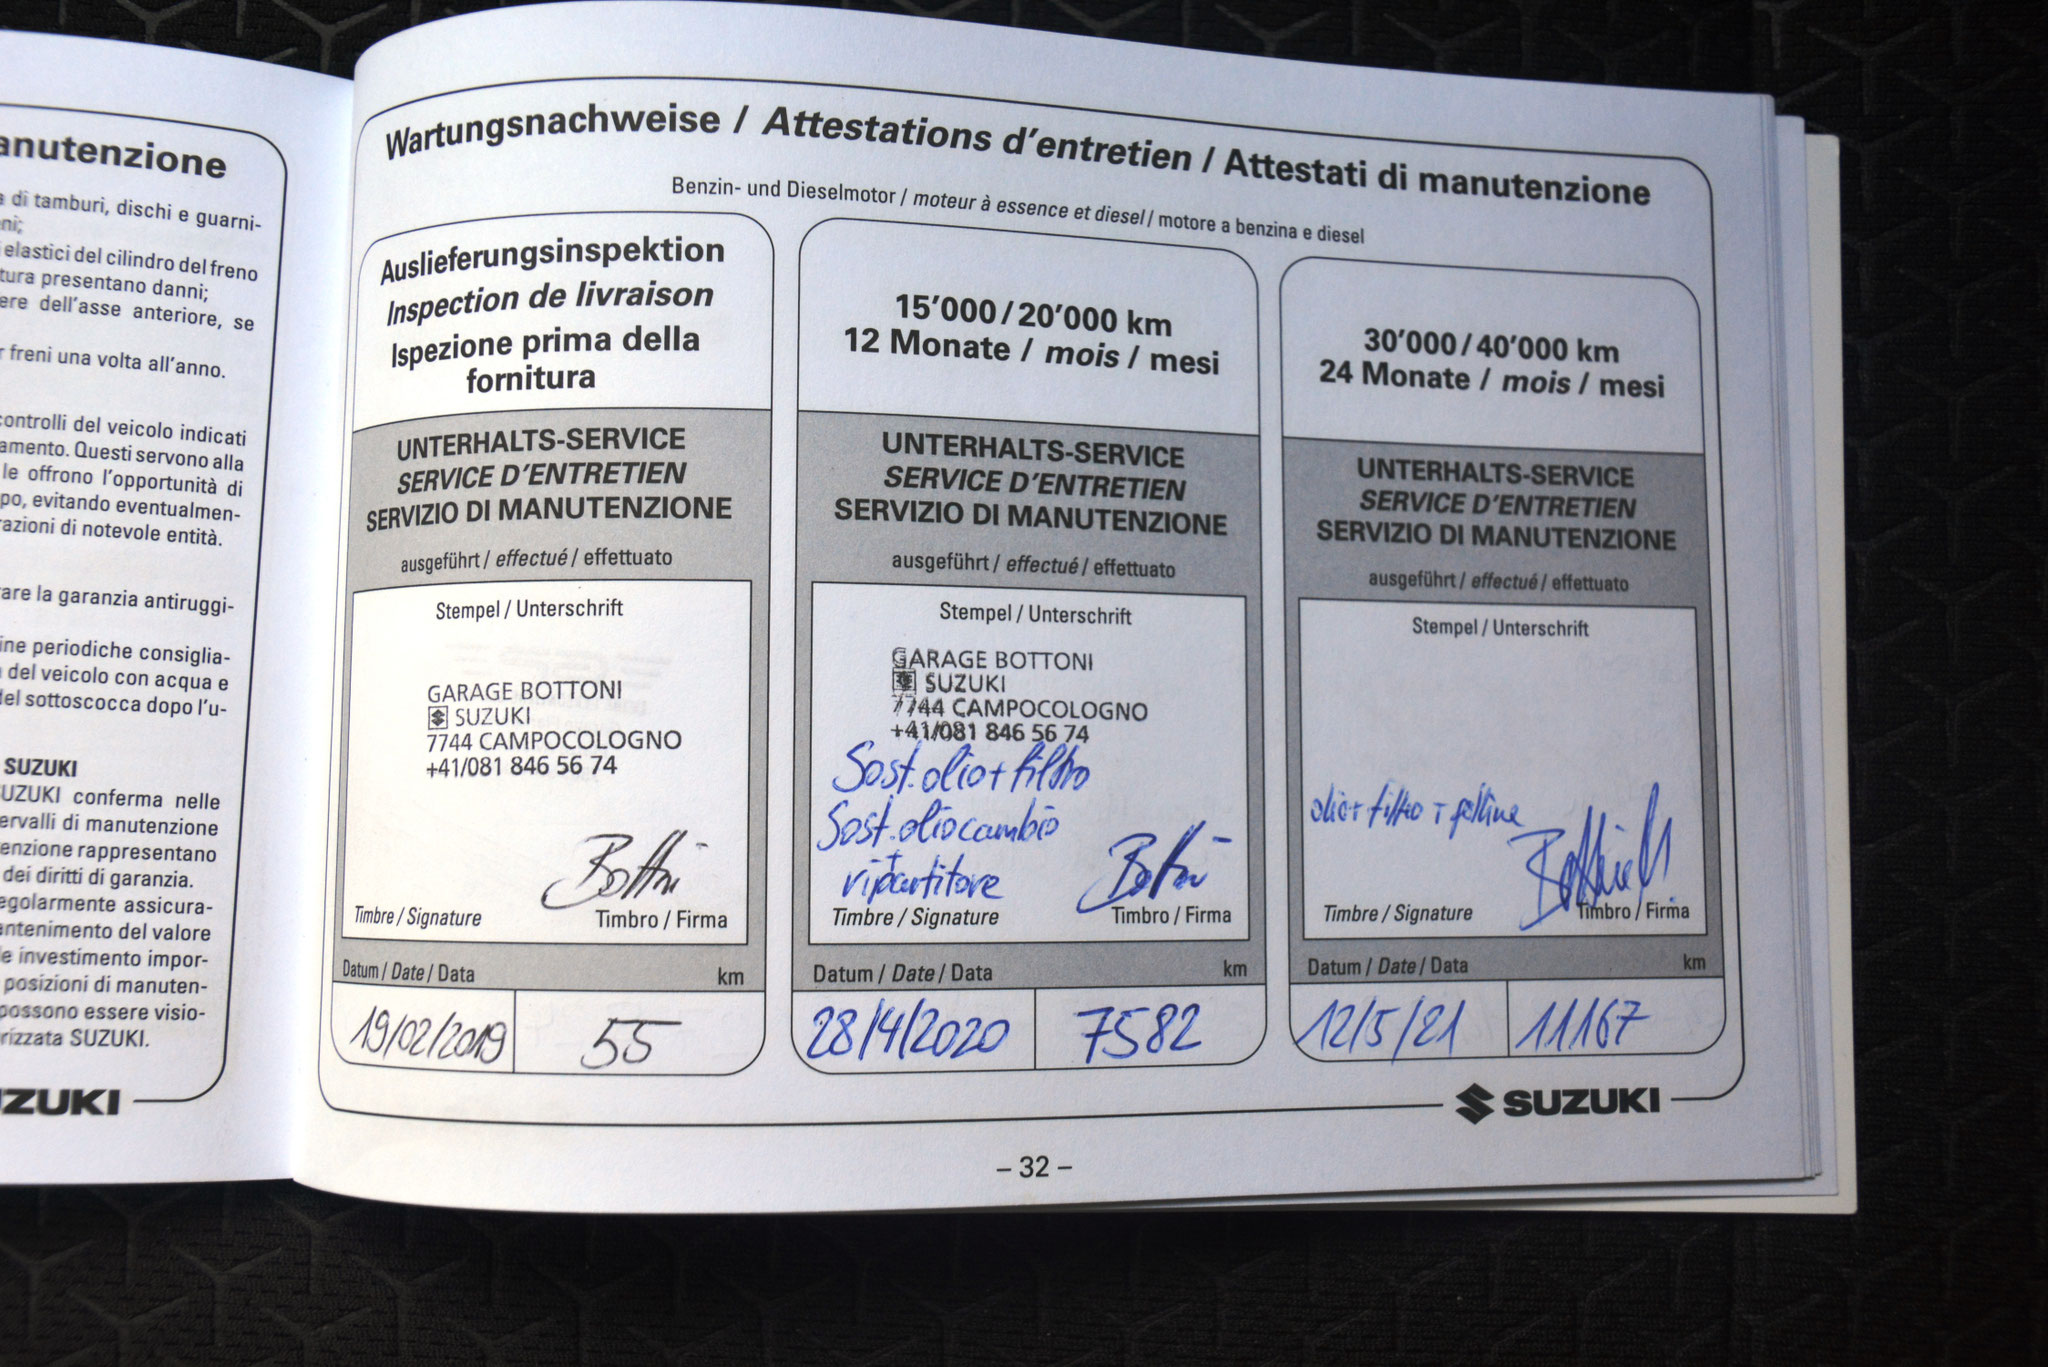 anutenzione
a di tamburi, dischi e guarni-
ni;
elastici del cilindro del freno
tura presentano danni;
ere dell'asse anteriore, se
r freni una volta all'anno.
controlli del veicolo indicati
amento. Questi servono alla
le offrono l'opportunità di
po, evitando eventualmen-
razioni di notevole entità.
rare la garanzia antiruggi-
ine periodiche consiglia-
del veicolo con acqua e
del sottoscocca dopo l'u-
SUZUKI
SUZUKI conferma nelle
ervalli di manutenzione
enzione rappresentano
dei diritti di garanzia.
egolarmente assicura-
antenimento del valore
le investimento impor-
posizioni di manuten-
possono essere visio-
rizzata SUZUKI.
ZUKI
Wartungsnachweise / Attestations d'entretien / Attestati di manutenzione
Benzin- und Dieselmotor / moteur à essence et diesel / motore a benzina e diesel
Auslieferungsinspektion
Inspection de livraison
Ispezione prima della
fornitura
UNTERHALTS-SERVICE
SERVICE D'ENTRETIEN
SERVIZIO DI MANUTENZIONE
ausgeführt / effectué / effettuato
Stempel / Unterschrift
GARAGE BOTTONI
SUZUKI
7744 CAMPOCOLOGNO
+41/081 846 56 74
Bottoni
Timbre / Signature Timbro / Firma
Datum / Date / Data km
19/02/2019 55
15'000 / 20'000 km
12 Monate / mois / mesi
UNTERHALTS-SERVICE
SERVICE D'ENTRETIEN
SERVIZIO DI MANUTENZIONE
ausgeführt / effectué / effettuato
Stempel / Unterschrift
GARAGE BOTTONI
SUZUKI
7744 CAMPOCOLOGNO
+41/081 846 56 74
Sost. olio + filtro
Sost. olio cambio
+
ripartitore
Bottoni
Timbre / Signature Timbro / Firma
Datum / Date / Data km
28/4/2020 7582
30'000 / 40'000 km
24 Monate / mois / mesi
UNTERHALTS-SERVICE
SERVICE D'ENTRETIEN
SERVIZIO DI MANUTENZIONE
ausgeführt / effectué / effettuato
Stempel / Unterschrift
olio + filtro +
Timbre / Signature Timbro / Firma
Datum / Date / Data km
12/5/21 11167
SUZUKI
– 32 –